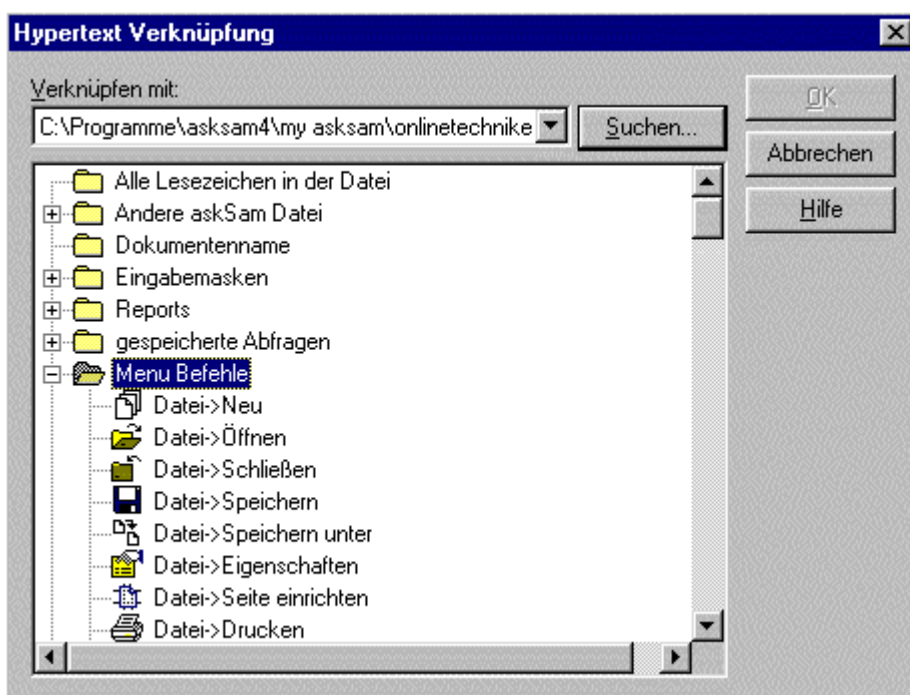 Hypertext Verknüpfung
Verknüpfen mit:
C:\Programme\asksam4\my asksam\onlinetechnike
Suchen...
OK
Abbrechen
Hilfe
Alle Lesezeichen in der Datei
Andere askSam Datei
Dokumentenname
Eingabemasken
Reports
gespeicherte Abfragen
Menu Befehle
Datei->Neu
Datei->Öffnen
Datei->Schließen
Datei->Speichern
Datei->Speichern unter
Datei->Eigenschaften
Datei->Seite einrichten
Datei->Drucken